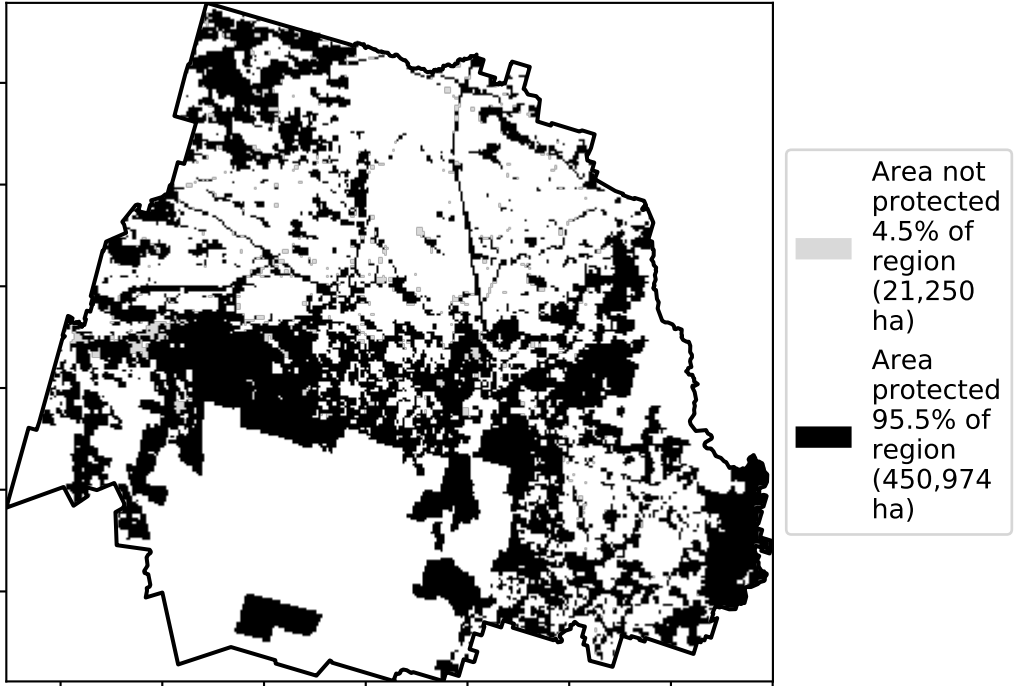 Area not
protected
4.5% of
region
(21,250
ha)
Area
protected
95.5% of
region
(450,974
ha)